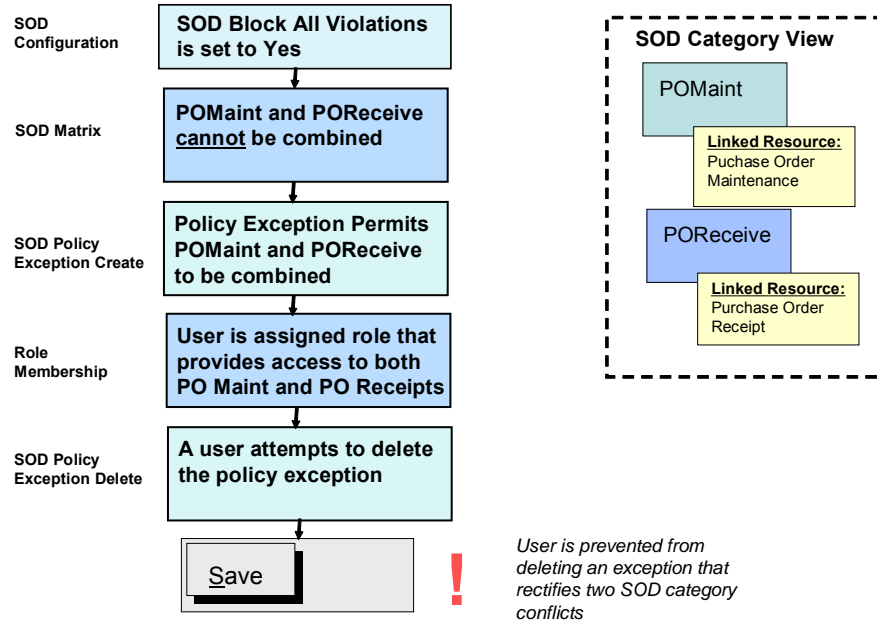 SOD
Configuration
SOD Block All Violations
is set to Yes
SOD Matrix
POMaint and POReceive
cannot be combined
SOD Policy
Exception Create
Policy Exception Permits
POMaint and POReceive
to be combined
Role
Membership
User is assigned role that
provides access to both
PO Maint and PO Receipts
SOD Policy
Exception Delete
A user attempts to delete
the policy exception
Save
!
User is prevented from
deleting an exception that
rectifies two SOD category
conflicts
SOD Category View
POMaint
Linked Resource:
Puchase Order
Maintenance
POReceive
Linked Resource:
Purchase Order
Receipt